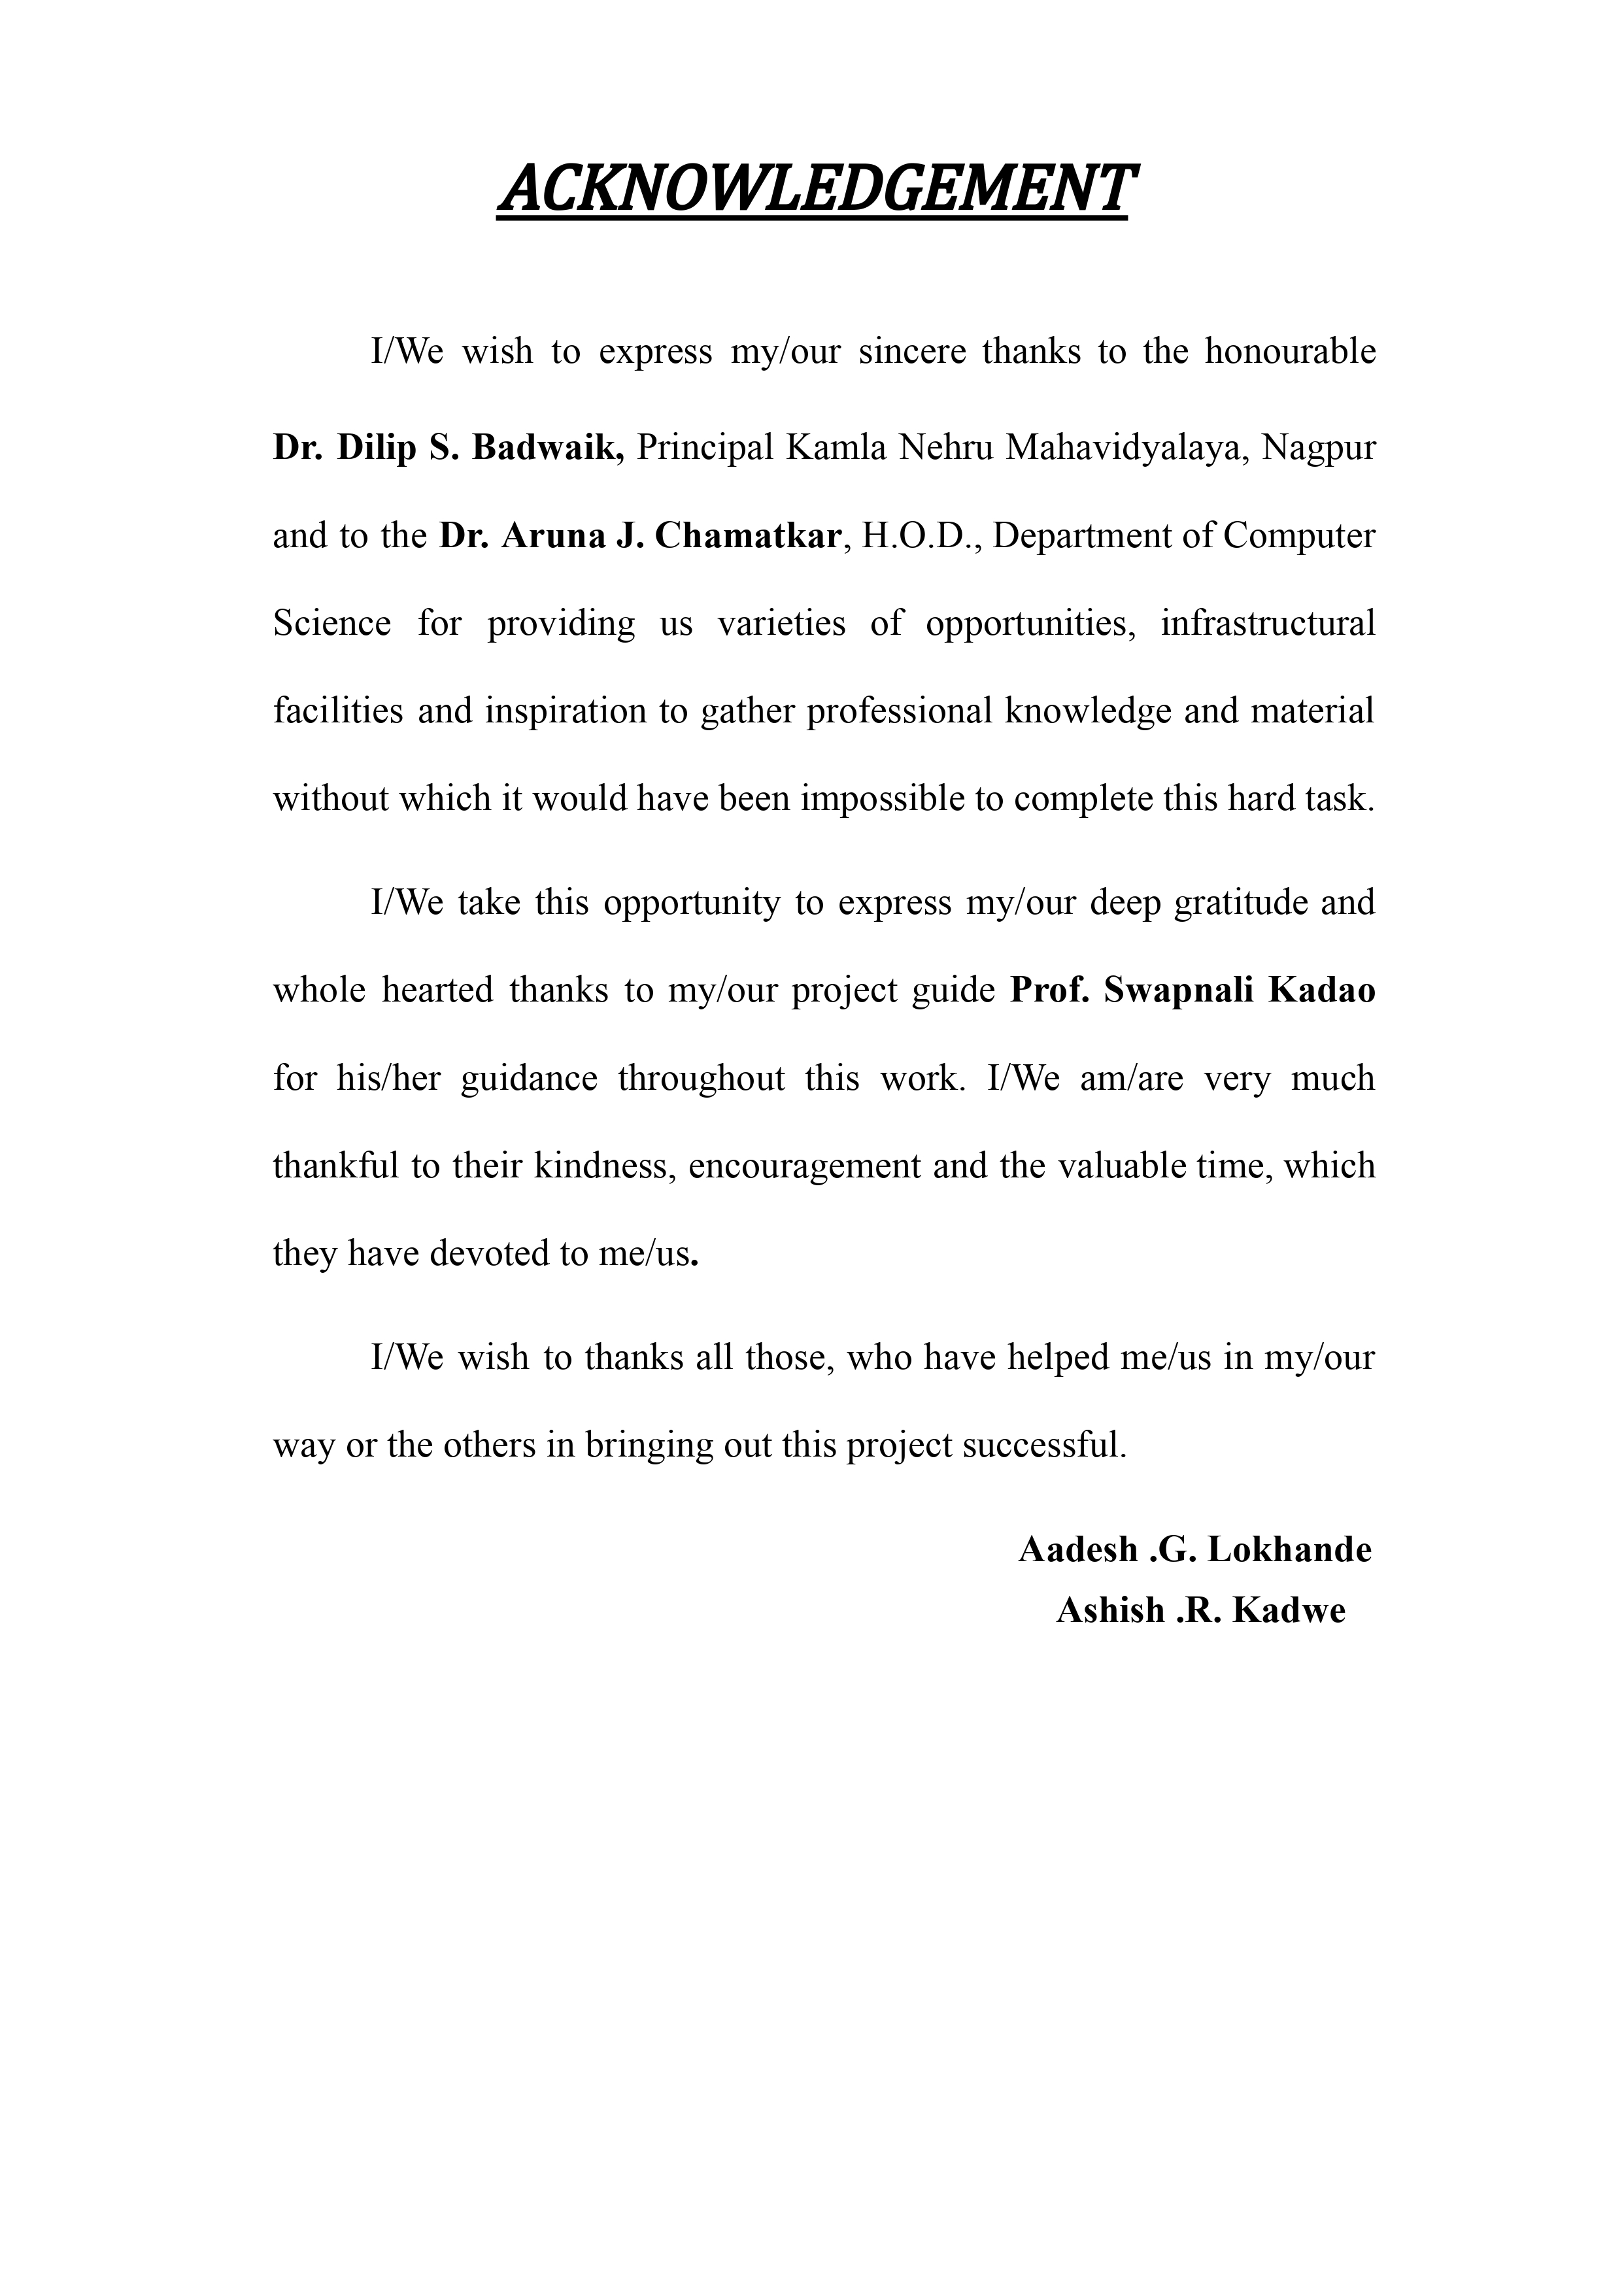 ACKNOWLEDGEMENT
I/We wish to express my/our sincere thanks to the honourable
Dr. Dilip S. Badwaik, Principal Kamla Nehru Mahavidyalaya, Nagpur
and to the Dr. Aruna J. Chamatkar, H.O.D., Department of Computer
Science for providing us varieties of opportunities, infrastructural
facilities and inspiration to gather professional knowledge and material
without which it would have been impossible to complete this hard task.
I/We take this opportunity to express my/our deep gratitude and
whole hearted thanks to my/our project guide Prof. Swapnali Kadao
for his/her guidance throughout this work. I/We am/are very much
thankful to their kindness, encouragement and the valuable time, which
they have devoted to me/us.
I/We wish to thanks all those, who have helped me/us in my/our
way or the others in bringing out this project successful.
Aadesh .G. Lokhande
Ashish .R. Kadwe